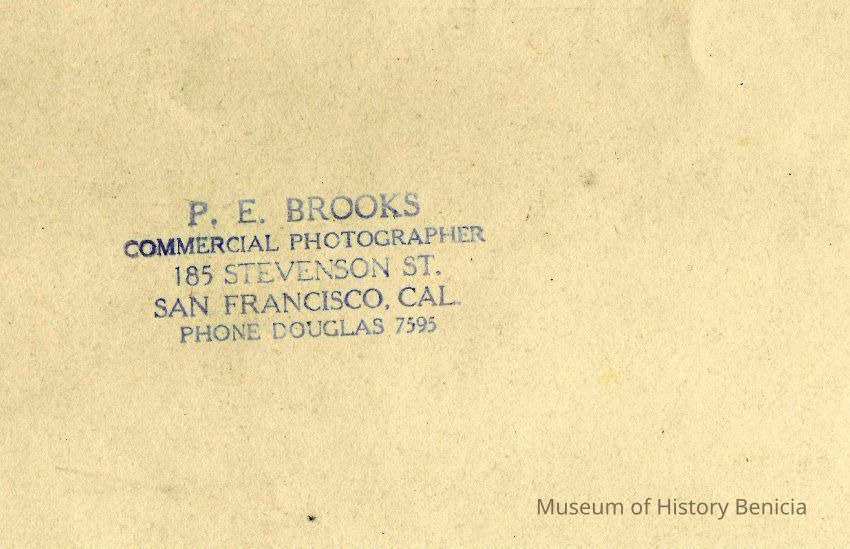 P. E. BROOKS
COMMERCIAL PHOTOGRAPHER
185 STEVENSON ST.
SAN FRANCISCO, CAL.
PHONE DOUGLAS 7595
Museum of History Benicia